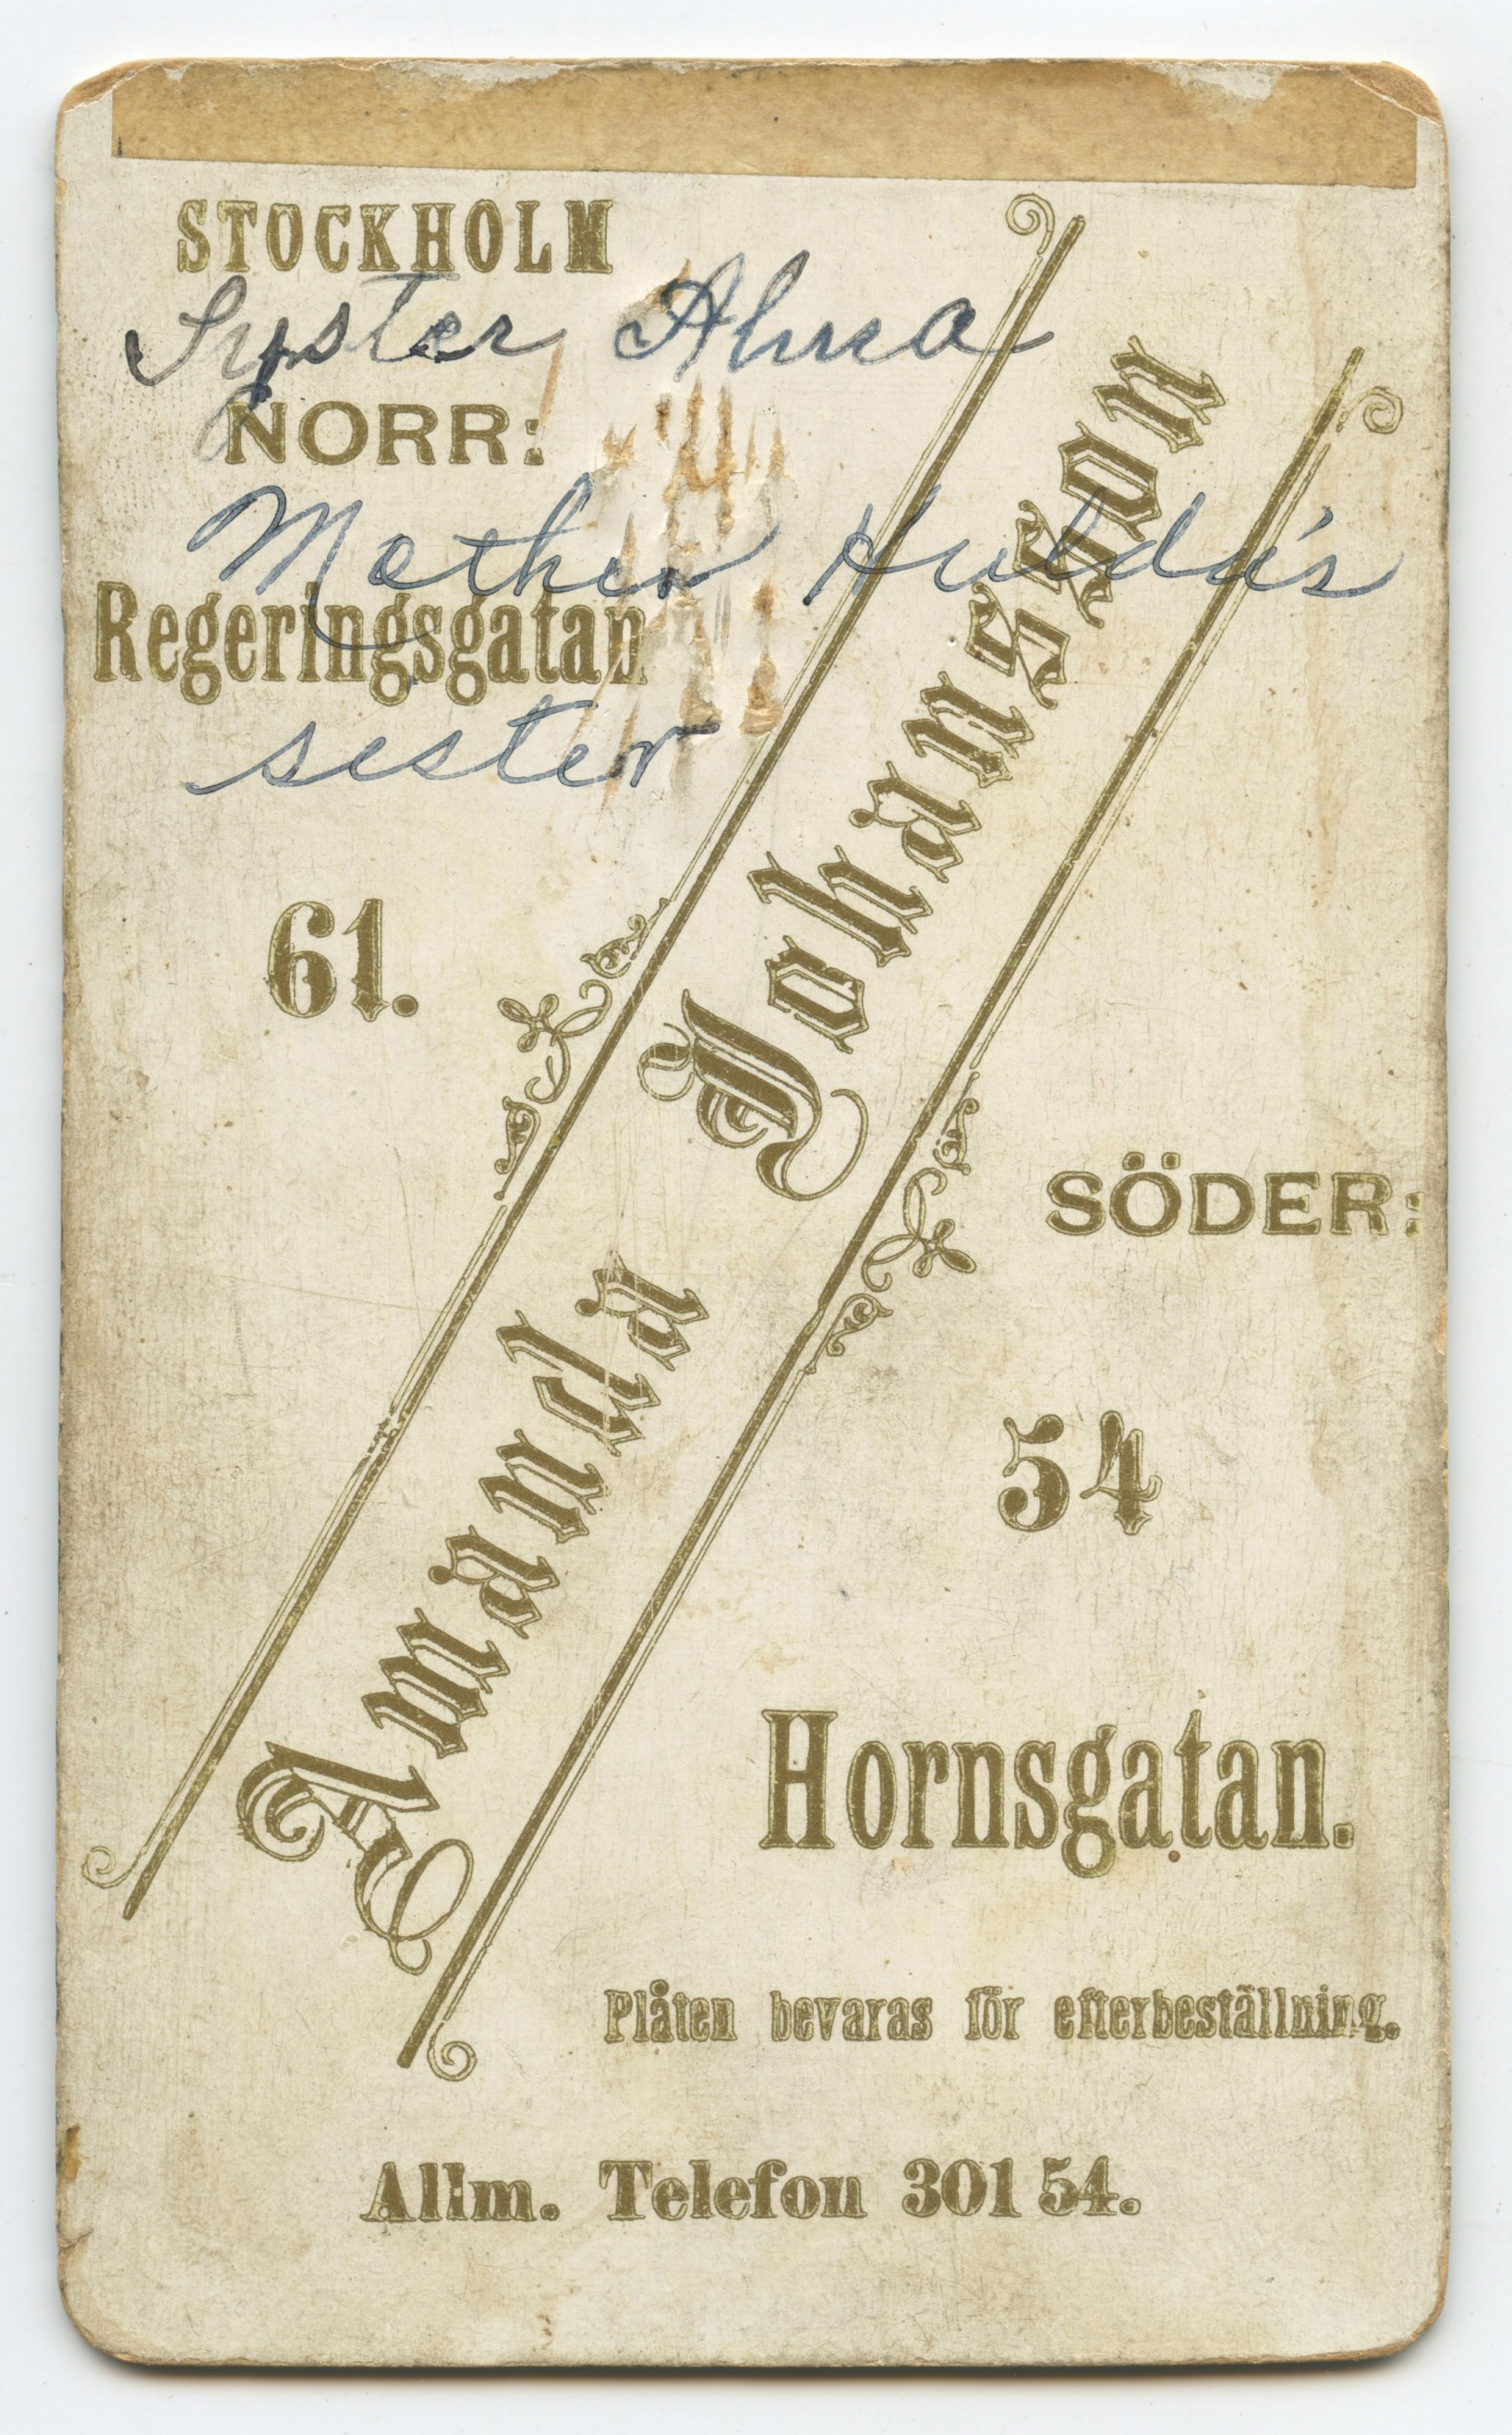 STOCKHOLM
Syster Alma
NORR:
Mother Hulda's
Regeringsgatan
sister
61.
Amanda Johansson
SÖDER:
54
Hornsgatan.
Plåten bevaras för efterbeställning.
Allm. Telefon 301 54.